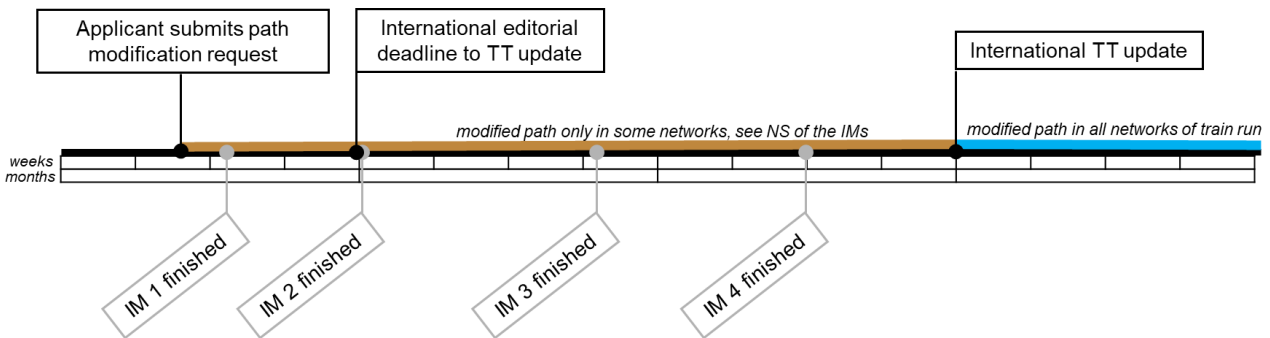 Applicant submits path
modification request
International editorial
deadline to TT update
International TT update
modified path only in some networks, see NS of the IMs
modified path in all networks of train run
weeks
months
IM 1 finished
IM 2 finished
IM 3 finished
IM 4 finished